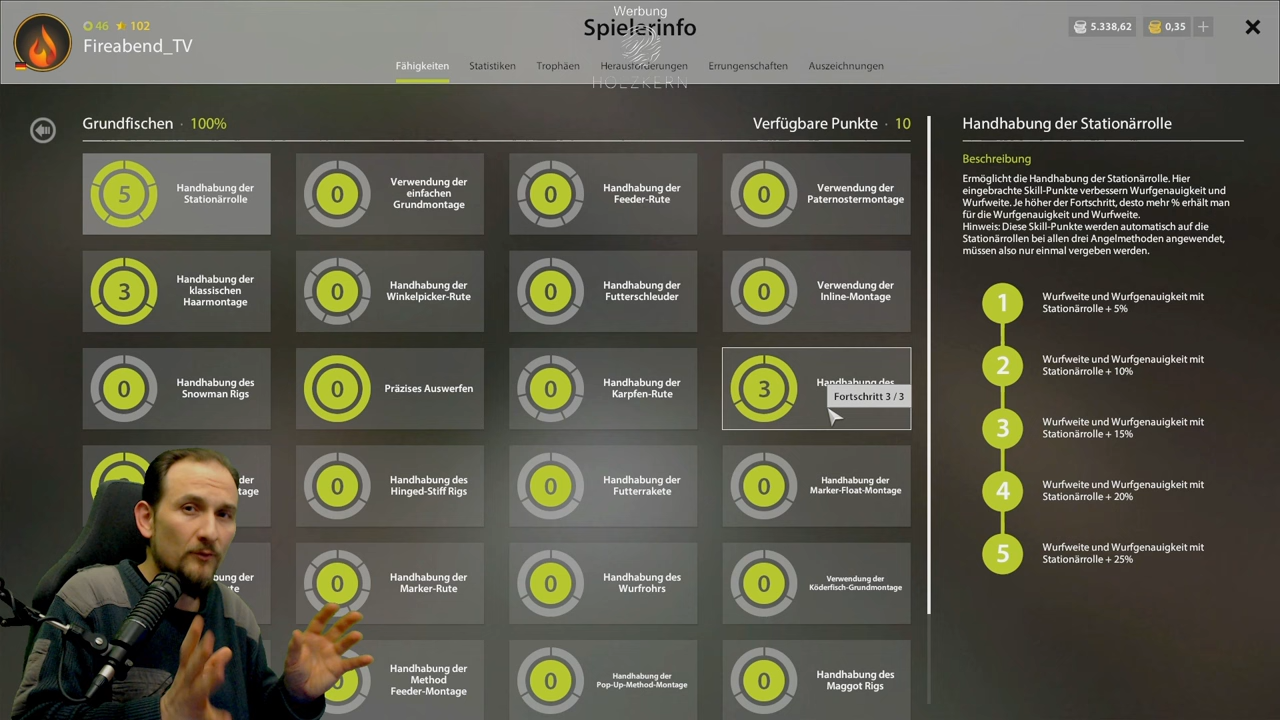 46 102
Fireabend_TV
Werbung
Spielerinfo
HOLZKERN
5.338,62
0,35
Fähigkeiten
Statistiken
Trophäen
Herausforderungen
Errungenschaften
Auszeichnungen
Grundfischen · 100%
Verfügbare Punkte · 10
5
Handhabung der
Stationärrolle
0
Verwendung der
einfachen
Grundmontage
0
Handhabung der
Feeder-Rute
0
Verwendung der
Paternostermontage
3
Handhabung der
klassischen
Haarmontage
0
Handhabung der
Winkelpicker-Rute
0
Handhabung der
Futterschleuder
0
Verwendung der
Inline-Montage
0
Handhabung des
Snowman Rigs
0
Präzises Auswerfen
0
Handhabung der
Karpfen-Rute
3
Handhabung des
Fortschritt 3 / 3
der
tage
0
Handhabung des
Hinged-Stiff Rigs
0
Handhabung der
Futterrakete
0
Handhabung der
Marker-Float-Montage
bung der
te
0
Handhabung der
Marker-Rute
0
Handhabung des
Wurfrohrs
0
Verwendung der
Köderfisch-Grundmontage
0
Handhabung der
Method
Feeder-Montage
0
Handhabung der
Pop-Up-Method-Montage
0
Handhabung des
Maggot Rigs
Handhabung der Stationärrolle
Beschreibung
Ermöglicht die Handhabung der Stationärrolle. Hier
eingebrachte Skill-Punkte verbessern Wurfgenauigkeit und
Wurfweite. Je höher der Fortschritt, desto mehr % erhält man
für die Wurfgenauigkeit und Wurfweite.
Hinweis: Diese Skill-Punkte werden automatisch auf die
Stationärrollen bei allen drei Angelmethoden angewendet,
müssen also nur einmal vergeben werden.
1
Wurfweite und Wurfgenauigkeit mit
Stationärrolle + 5%
2
Wurfweite und Wurfgenauigkeit mit
Stationärrolle + 10%
3
Wurfweite und Wurfgenauigkeit mit
Stationärrolle + 15%
4
Wurfweite und Wurfgenauigkeit mit
Stationärrolle + 20%
5
Wurfweite und Wurfgenauigkeit mit
Stationärrolle + 25%